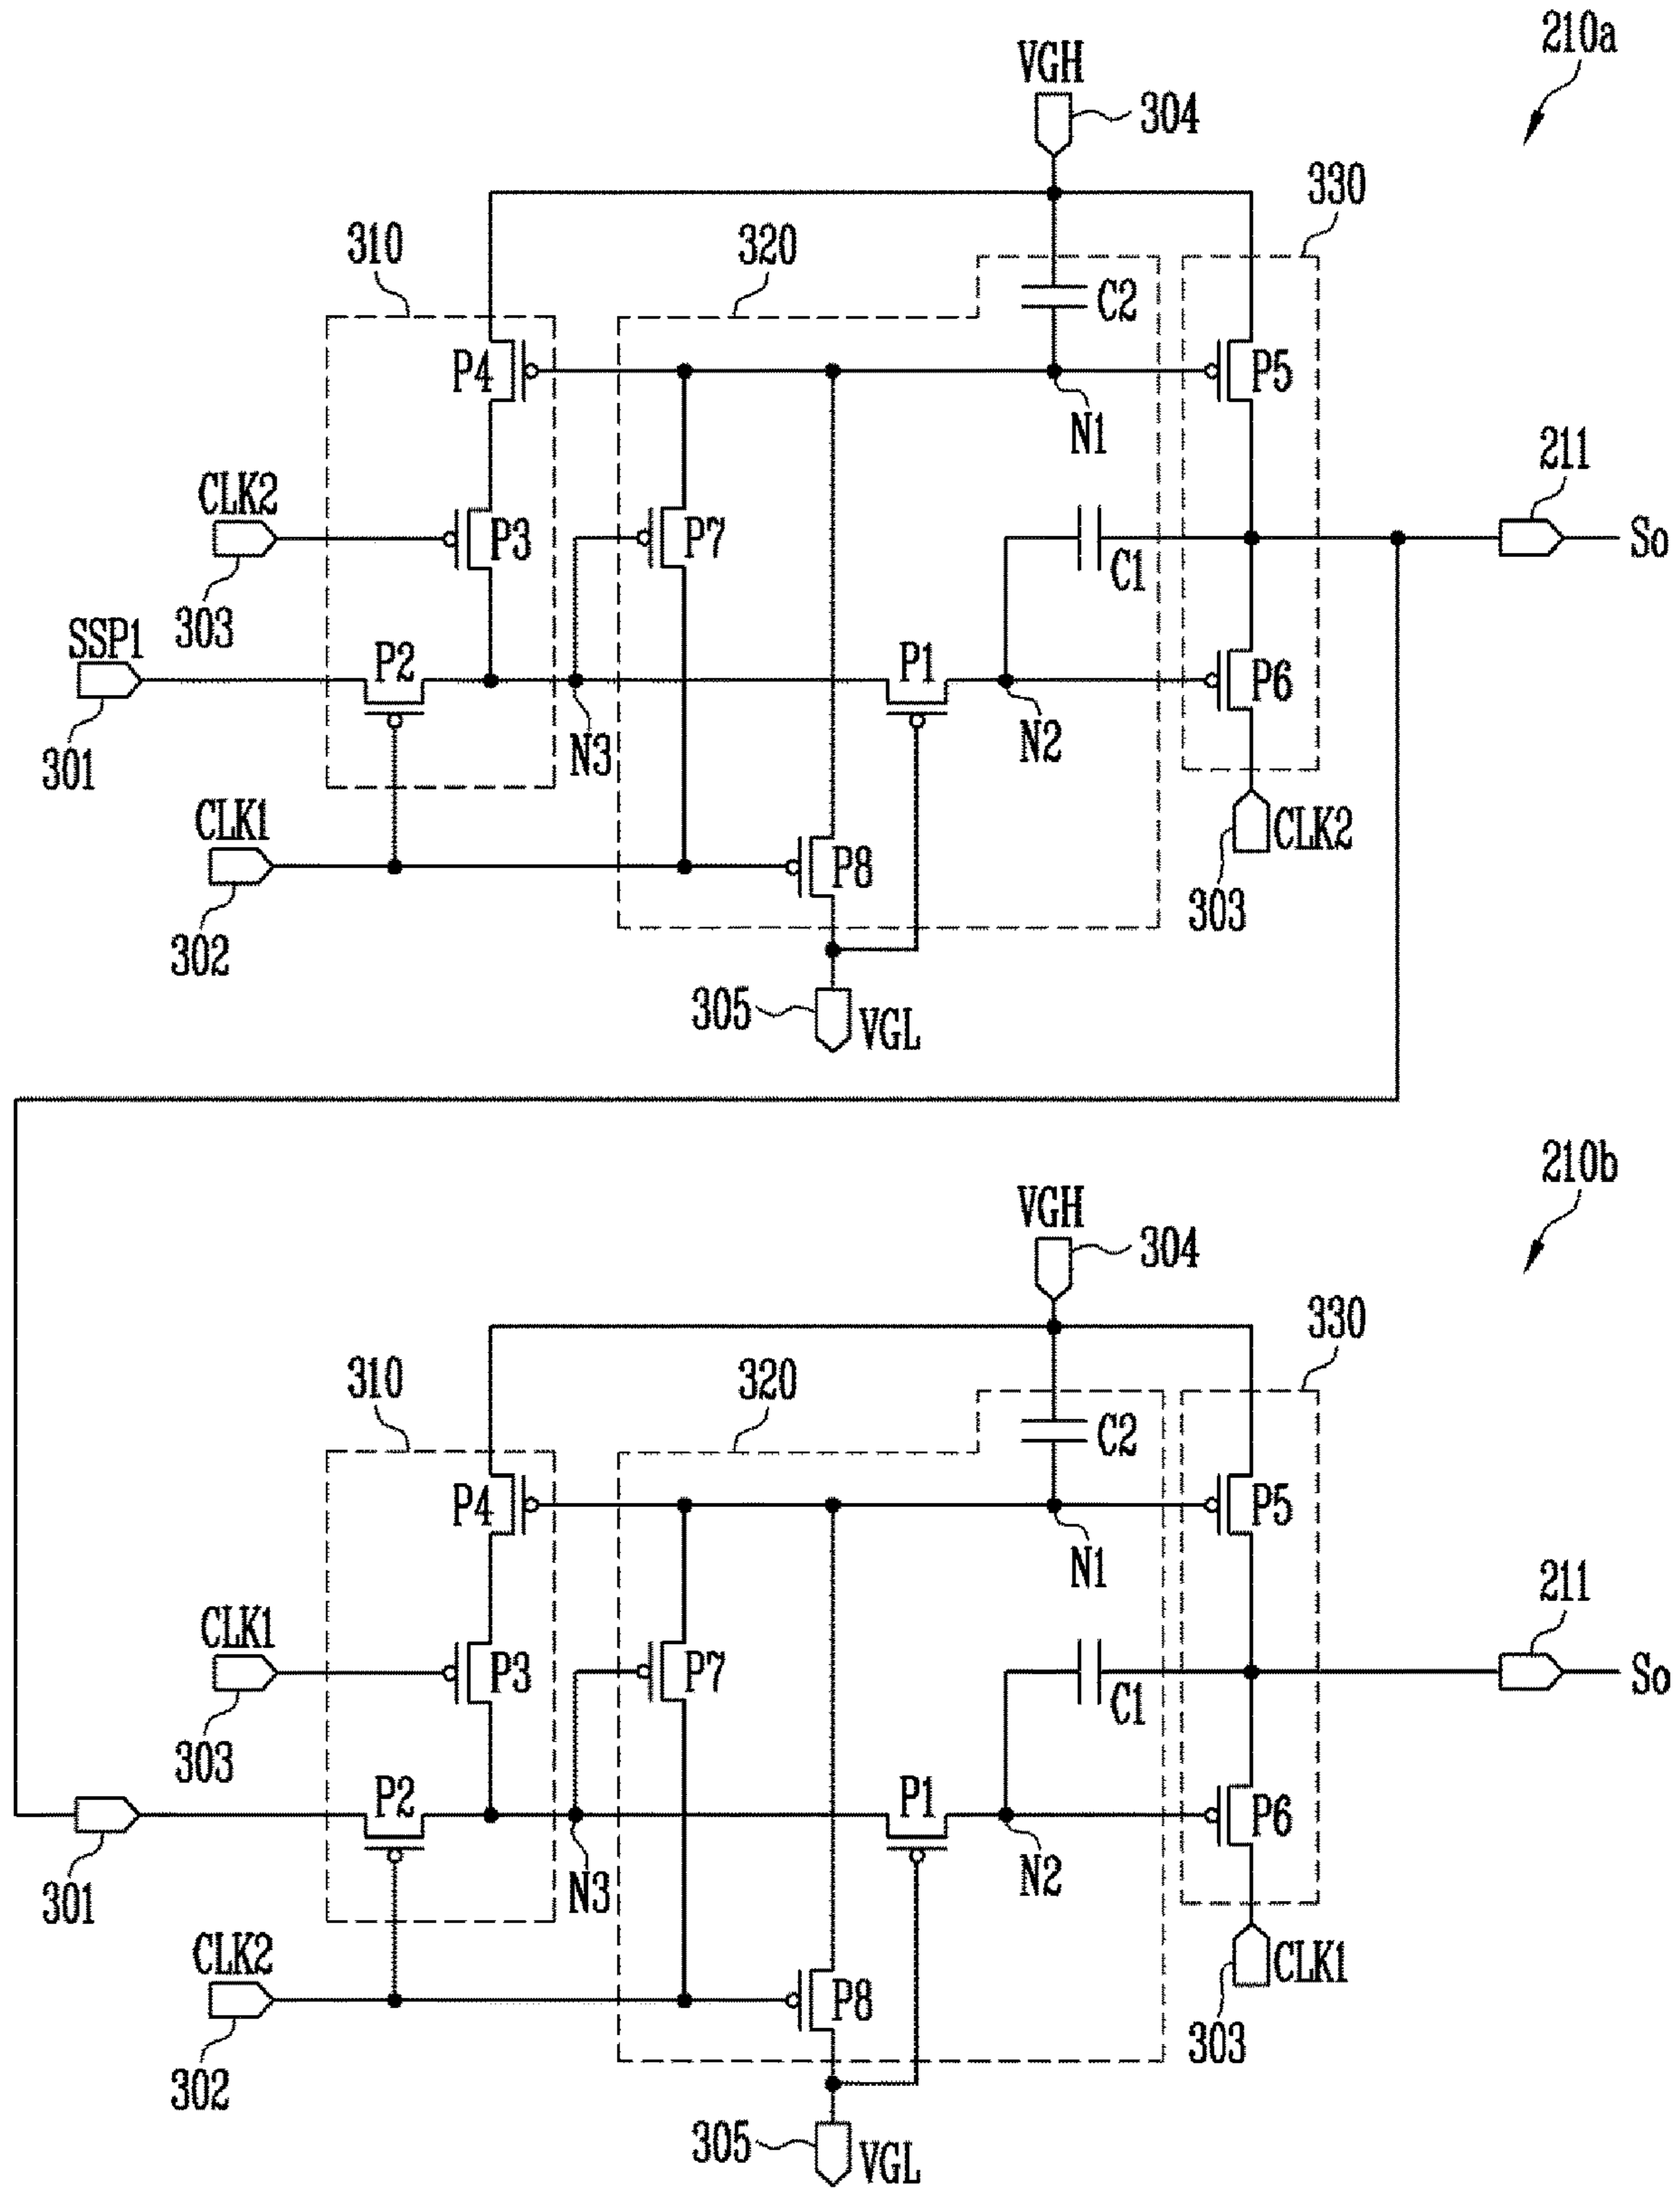 210a
VGH
304
330
310
320
C2
P4
P5
N1
211
CLK2
P3
P7
So
C1
303
SSP1
P2
P1
P6
301
N3
N2
CLK1
P8
CLK2
302
303
305
VGL
210b
VGH
304
330
310
320
C2
P4
P5
N1
211
CLK1
P3
P7
So
C1
303
P2
P1
P6
301
N3
N2
CLK2
P8
CLK1
302
303
305
VGL